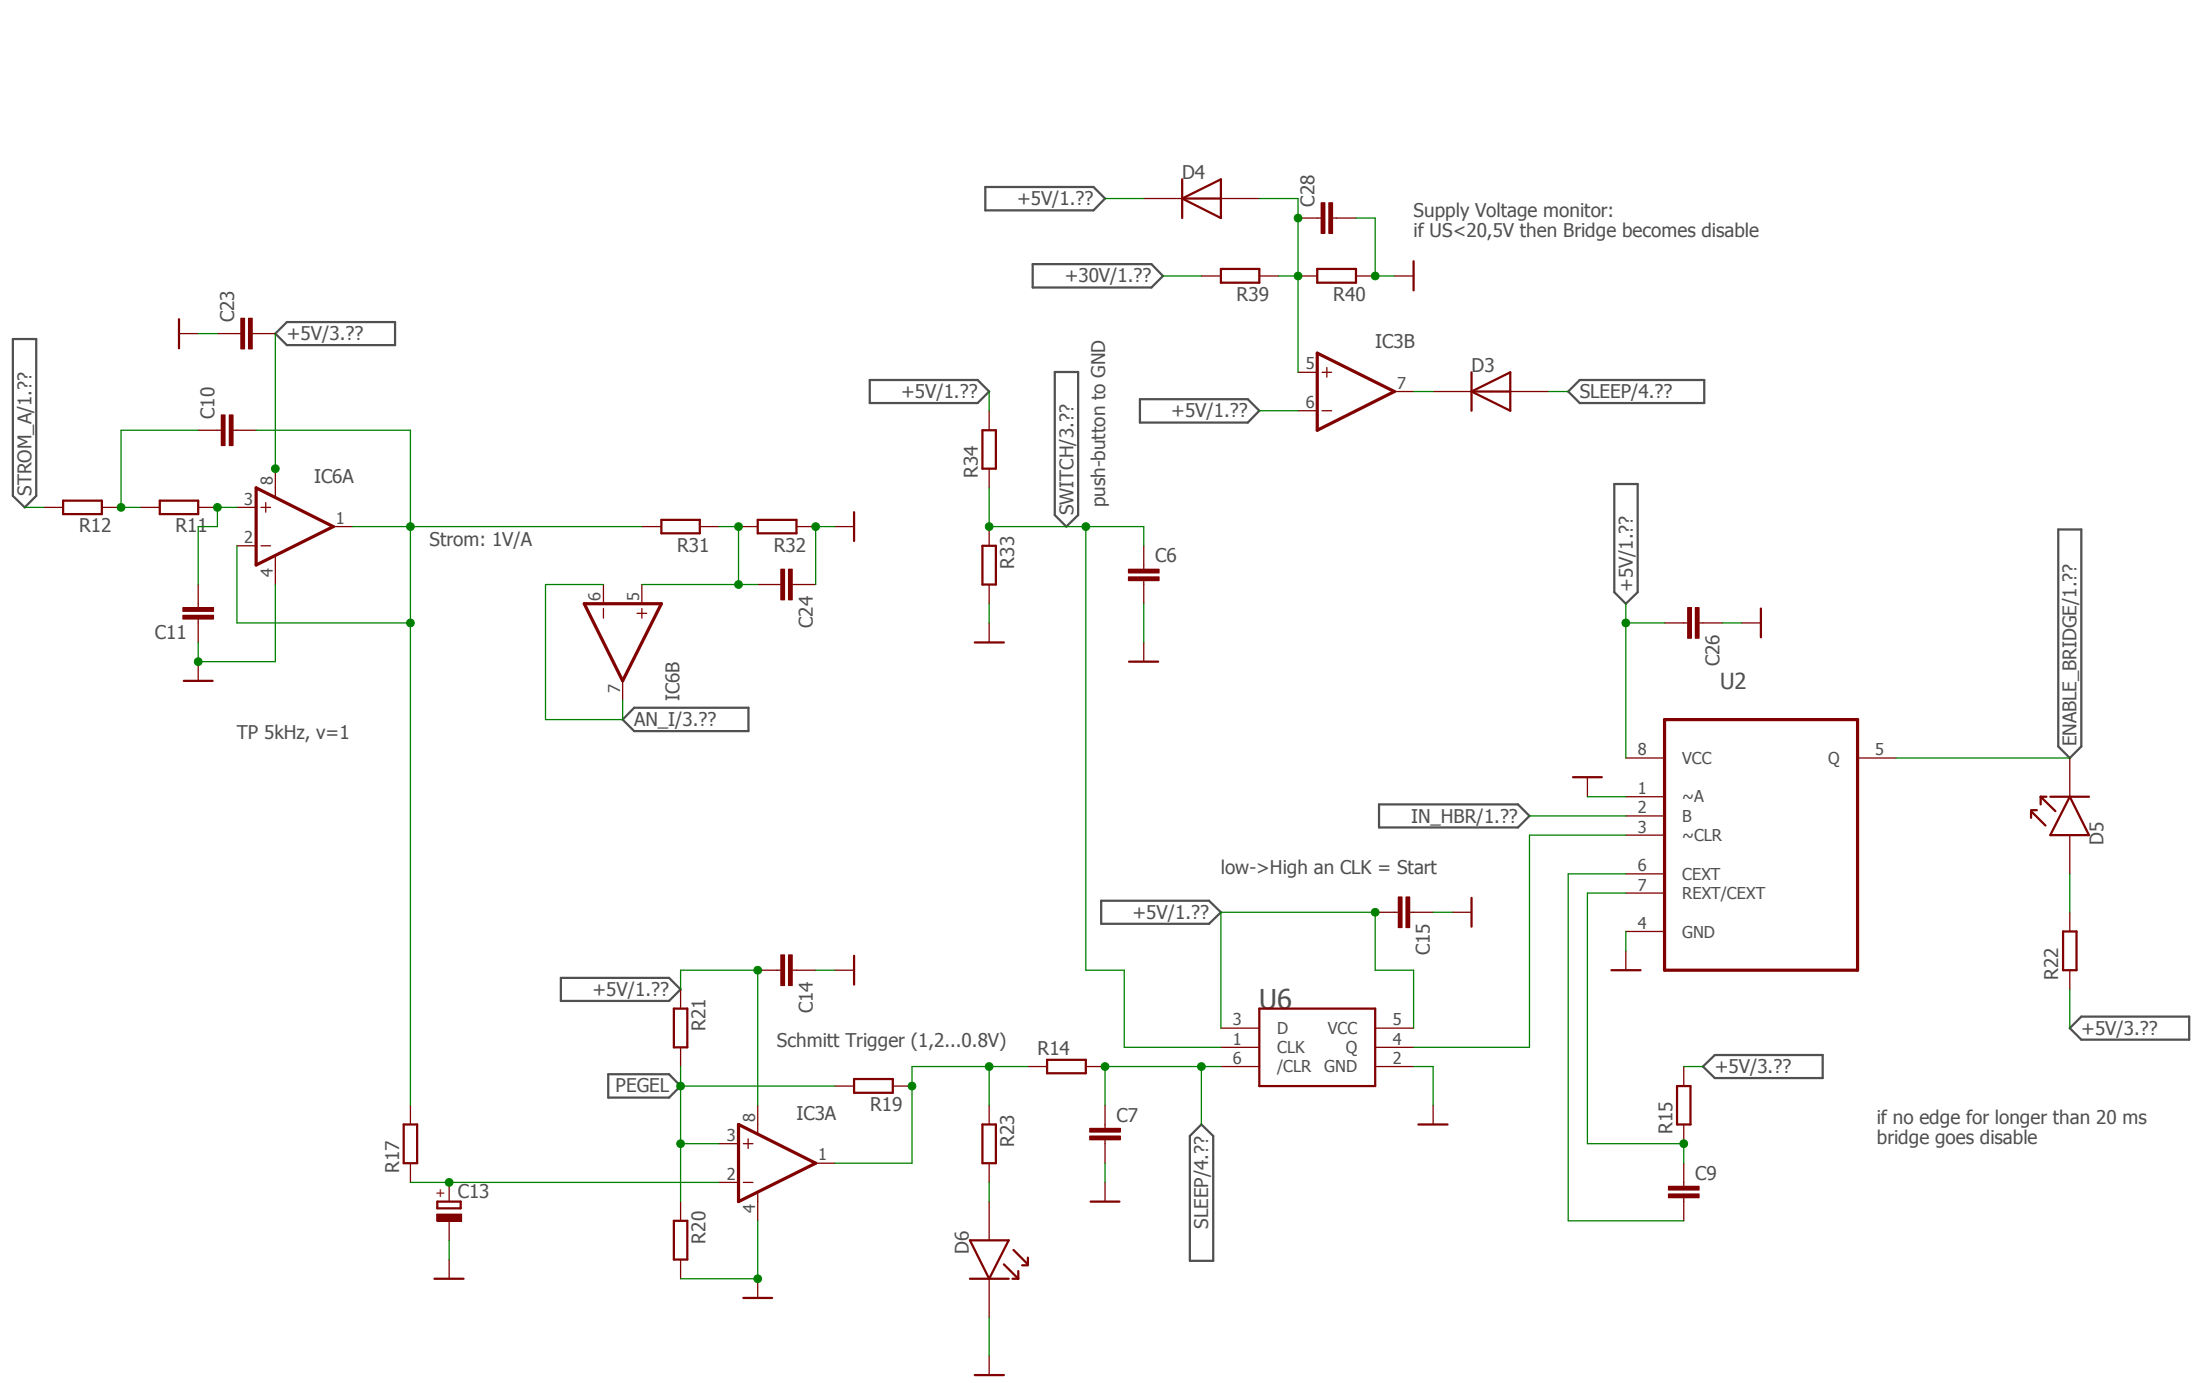 D4
+5V/1.??
C28
Supply Voltage monitor:
if US<20,5V then Bridge becomes disable
+30V/1.??
R39
R40
IC3B
5
+
6
−
7
+5V/1.??
D3
SLEEP/4.??
C23
+5V/3.??
STROM_A/1.??
C10
IC6A
R12
R11
3
+
2
−
8
4
1
C11
Strom: 1V/A
R31
R32
C24
6
−
5
+
7
IC6B
AN_I/3.??
TP 5kHz, v=1
+5V/1.??
R34
R33
SWITCH/3.??
push-button to GND
C6
+5V/1.??
C26
U2
ENABLE_BRIDGE/1.??
8
VCC
Q
5
1
~A
2
B
3
~CLR
6
CEXT
7
REXT/CEXT
4
GND
IN_HBR/1.??
D5
R22
+5V/3.??
low->High an CLK = Start
+5V/1.??
C15
U6
3
D
VCC
5
1
CLK
Q
4
6
/CLR
GND
2
+5V/3.??
R15
C9
if no edge for longer than 20 ms
bridge goes disable
+5V/1.??
R21
C14
Schmitt Trigger (1,2...0.8V)
PEGEL
R19
IC3A
8
3
+
2
−
1
4
R20
R17
+
C13
R14
R23
D6
C7
SLEEP/4.??